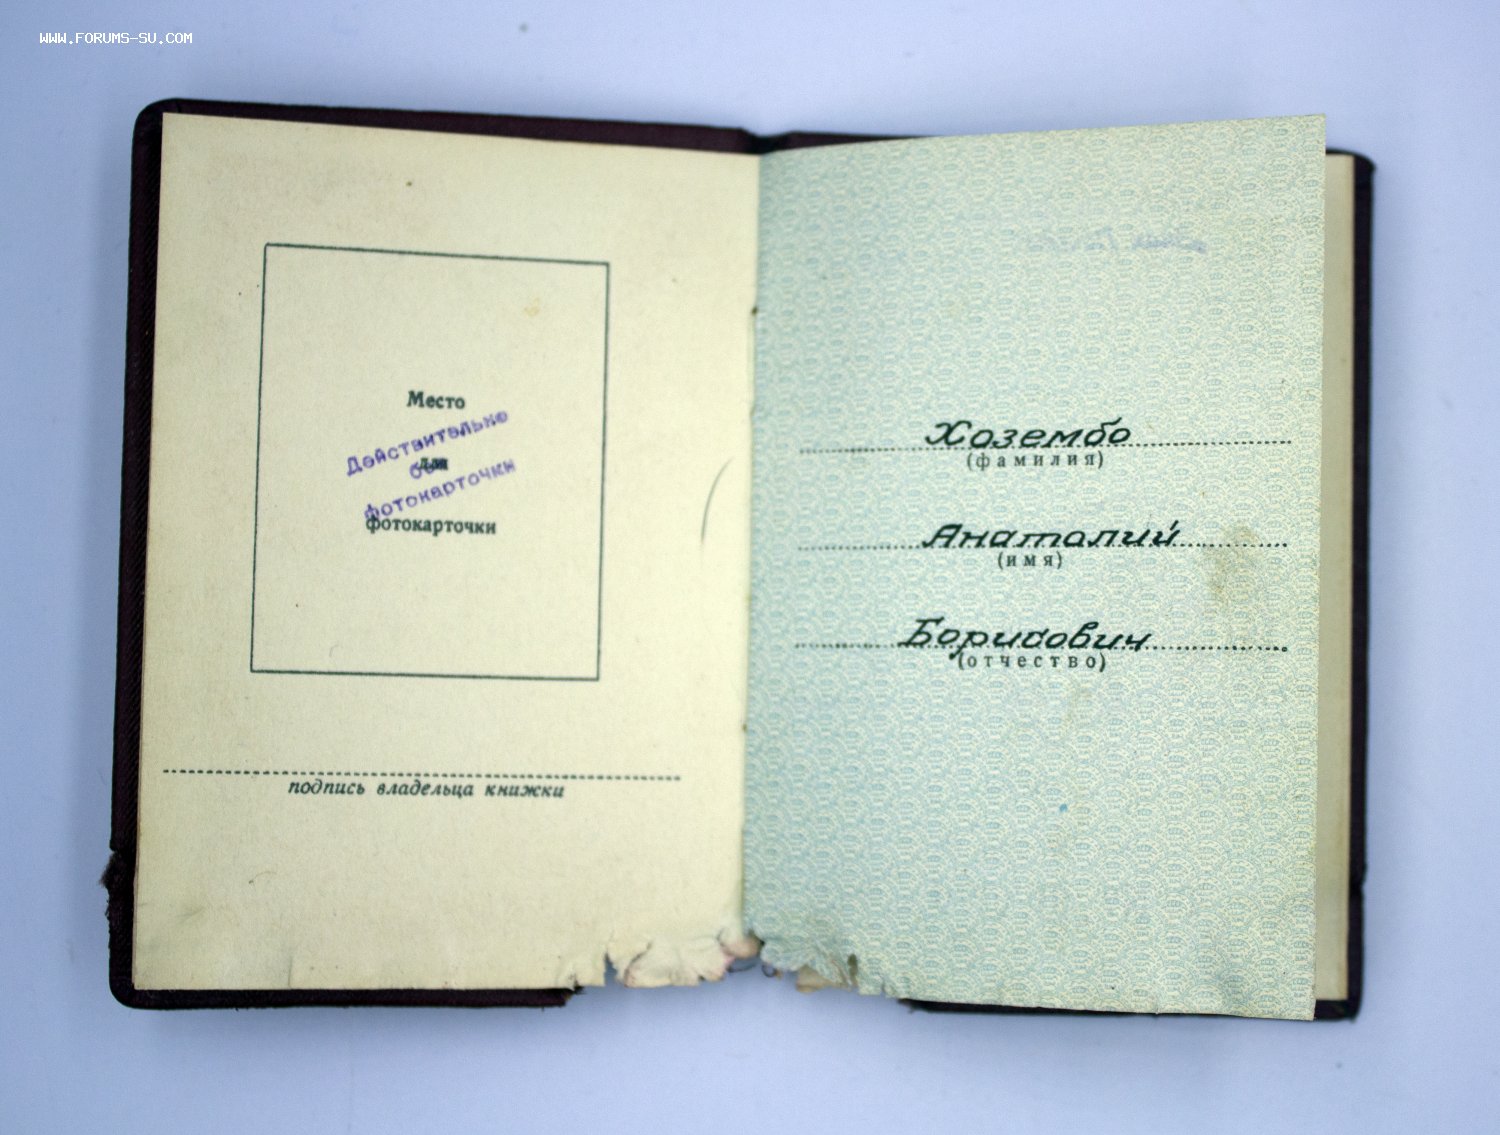 WWW.FORUMS-SU.COM
Место
Действительно
для
без
фотокарточки
фотокарточки
подпись владельца книжки
Хозембо
(фамилия)
Анатолий
(имя)
Борисович
(отчество)